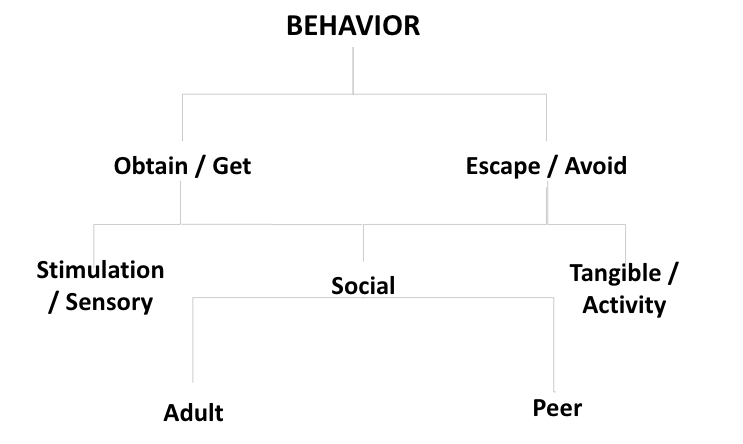 BEHAVIOR
Obtain / Get
Escape / Avoid
Stimulation
/ Sensory
Social
Tangible /
Activity
Adult
Peer